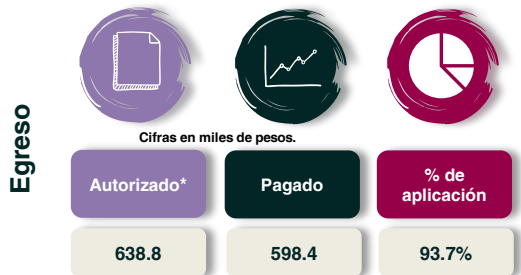 Egreso
Cifras en miles de pesos.
Autorizado*
Pagado
% de
aplicación
638.8
598.4
93.7%